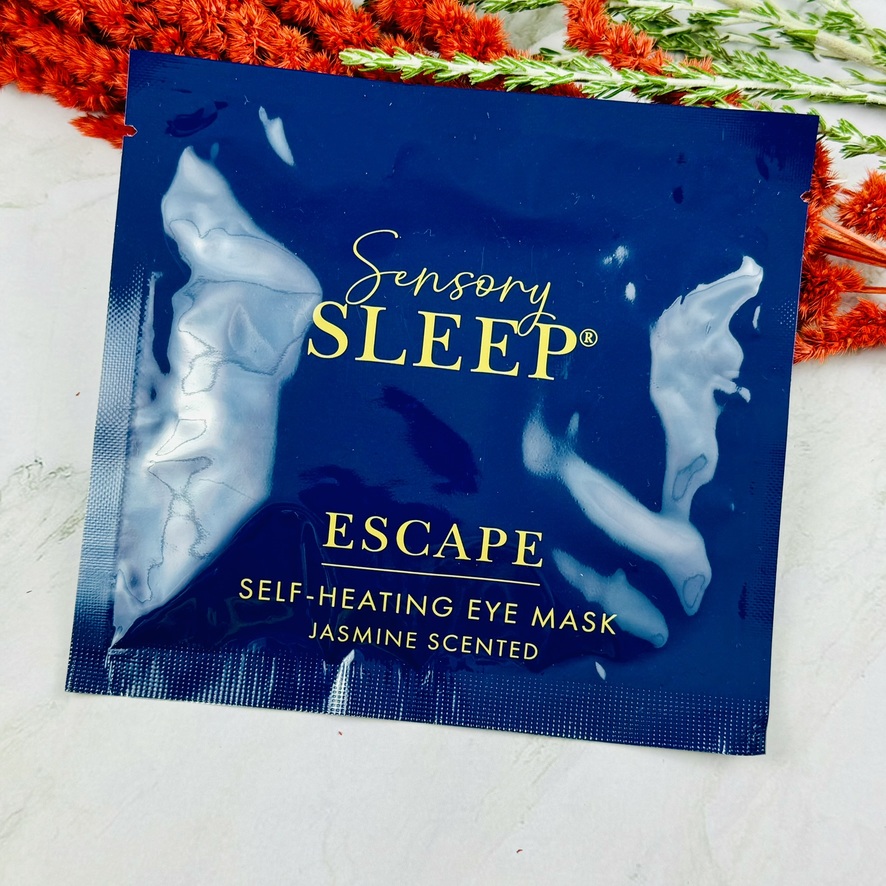 Sensory
SLEEP®
ESCAPE
SELF-HEATING EYE MASK
JASMINE SCENTED